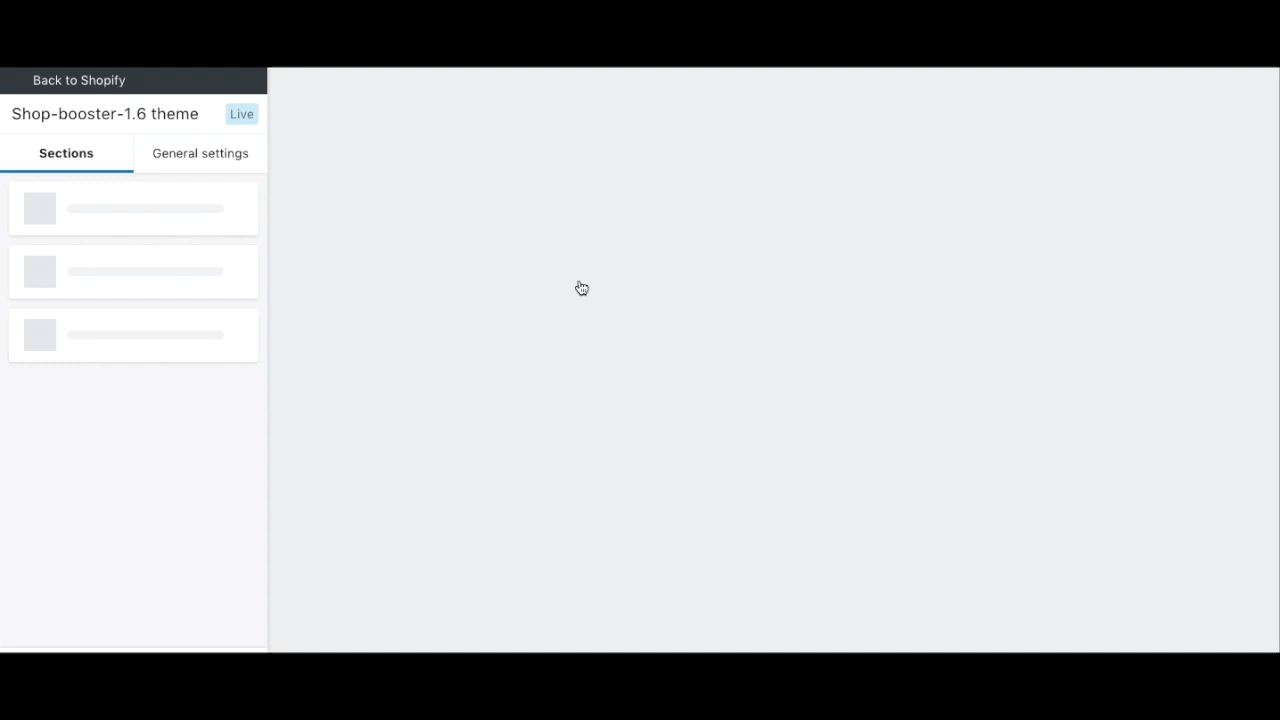 Back to Shopify
Shop-booster-1.6 theme Live
Sections General settings